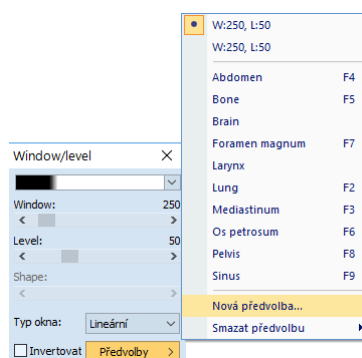 W:250, L:50
W:250, L:50
Abdomen F4
Bone F5
Brain
Foramen magnum F7
Larynx
Lung F2
Mediastinum F3
Os petrosum F6
Pelvis F8
Sinus F9
Nová předvolba...
Smazat předvolbu
Window/level
Window: 250
Level: 50
Shape:
Typ okna: Lineární
Invertovat Předvolby >